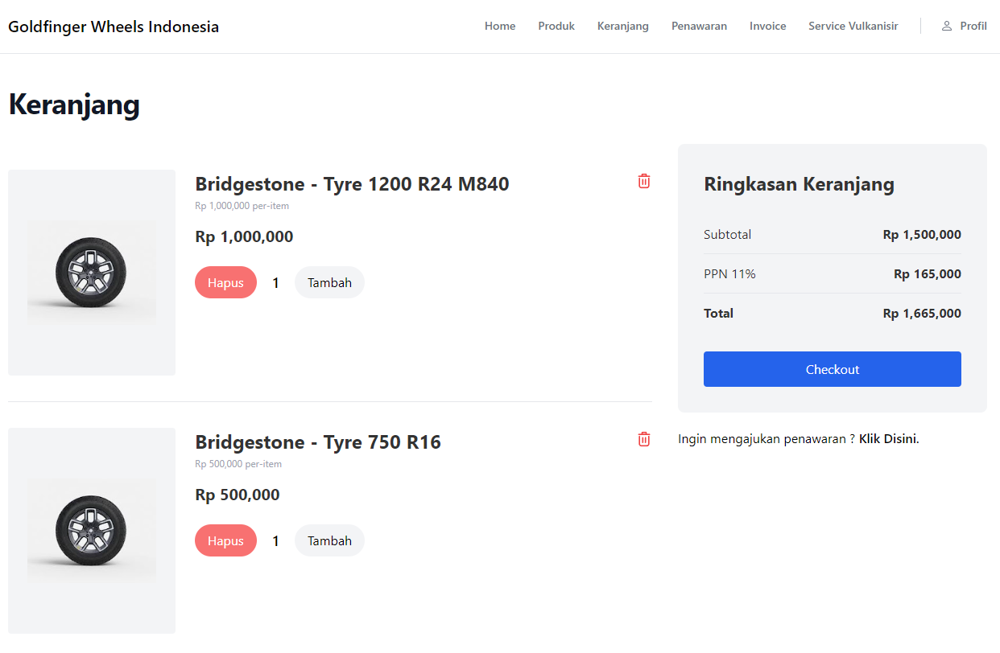 Goldfinger Wheels Indonesia
Home Produk Keranjang Penawaran Invoice Service Vulkanisir Profil
Keranjang
Bridgestone - Tyre 1200 R24 M840
Rp 1,000,000 per-item
Rp 1,000,000
Hapus 1 Tambah
Bridgestone - Tyre 750 R16
Rp 500,000 per-item
Rp 500,000
Hapus 1 Tambah
Ringkasan Keranjang
Subtotal Rp 1,500,000
PPN 11% Rp 165,000
Total Rp 1,665,000
Checkout
Ingin mengajukan penawaran ? Klik Disini.